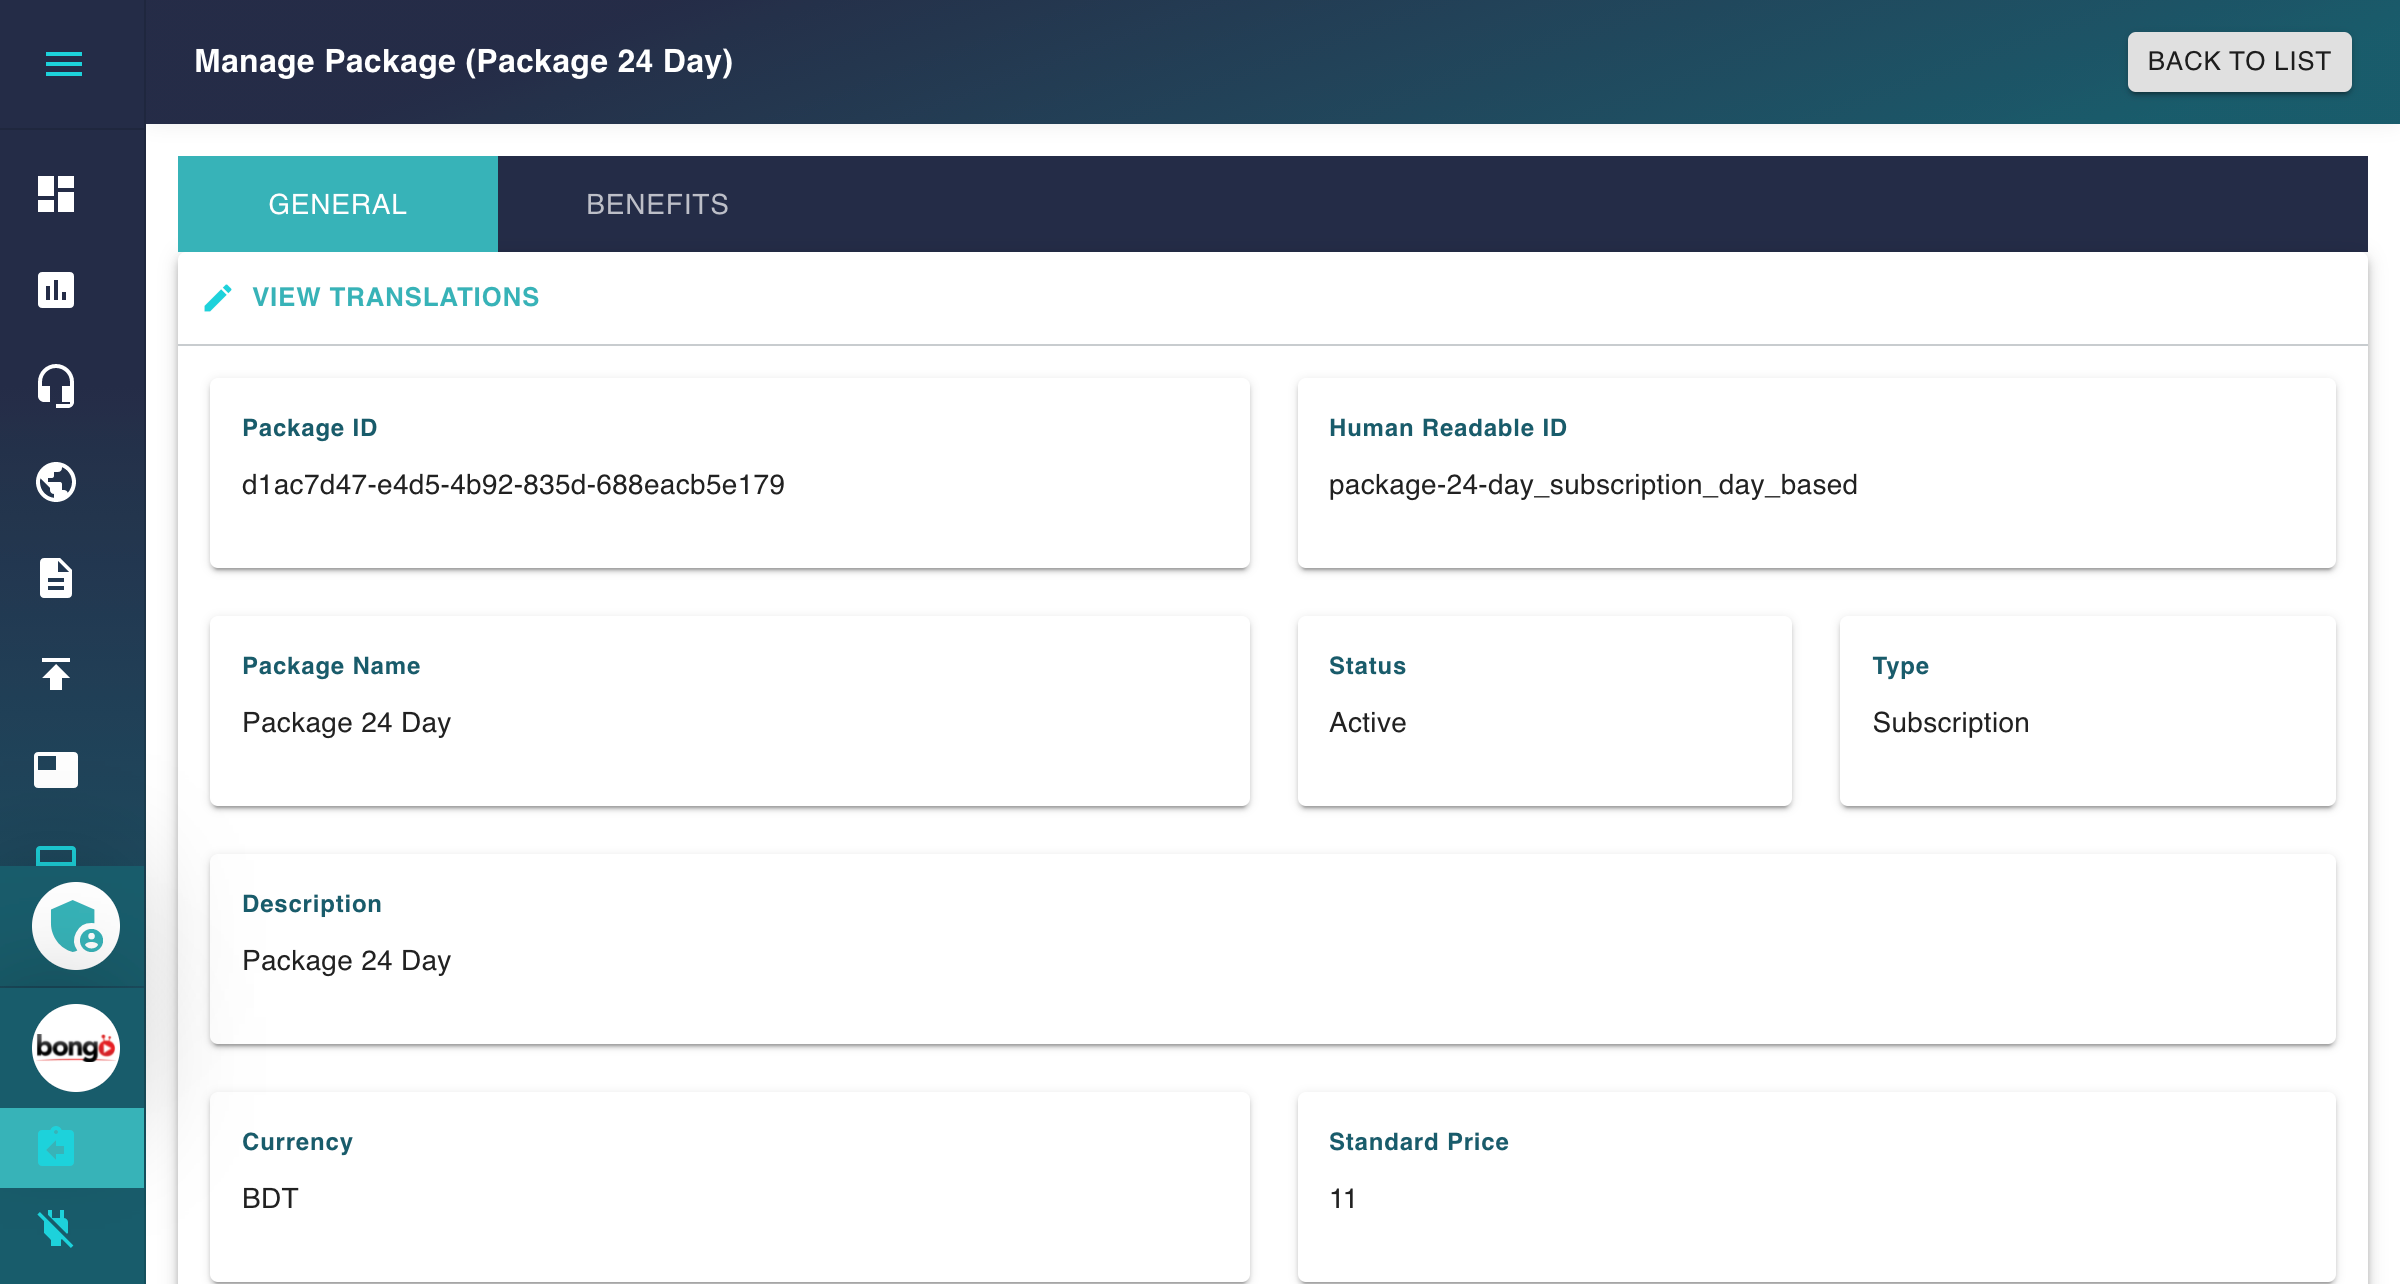 Manage Package (Package 24 Day)
BACK TO LIST
GENERAL
BENEFITS
VIEW TRANSLATIONS
Package ID
d1ac7d47-e4d5-4b92-835d-688eacb5e179
Human Readable ID
package-24-day_subscription_day_based
Package Name
Package 24 Day
Status
Active
Type
Subscription
Description
Package 24 Day
bongo
Currency
BDT
Standard Price
11